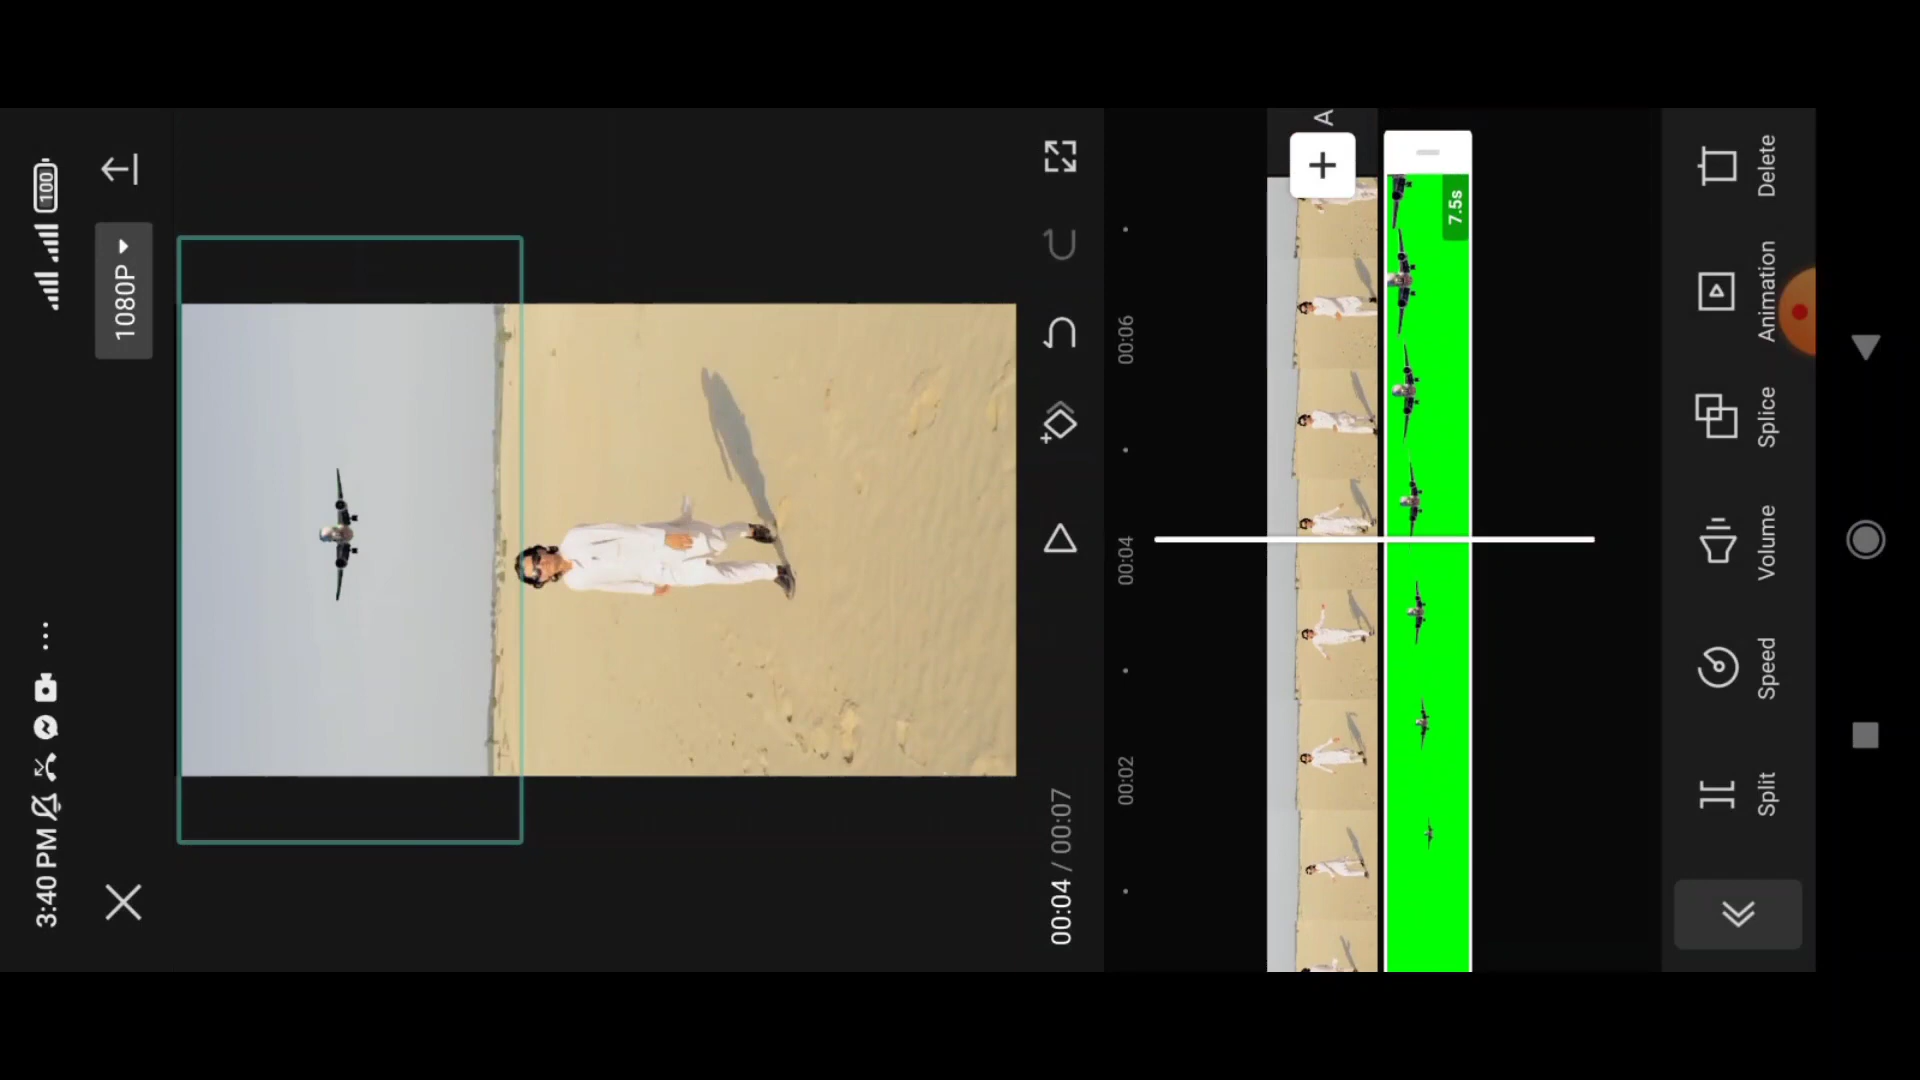 3:40 PM
100
1080P
00:04 / 00:07
00:02
00:04
00:06
A
7.5s
Split
Speed
Volume
Splice
Animation
Delete